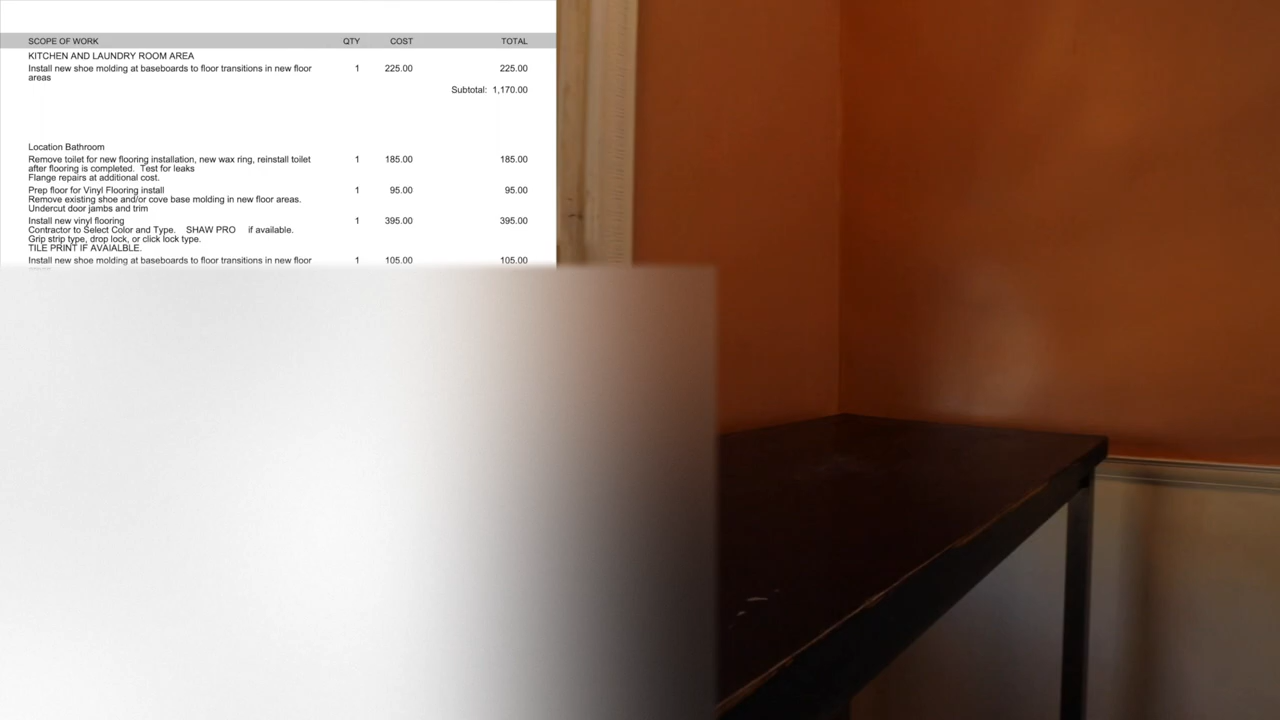 SCOPE OF WORK QTY COST TOTAL
KITCHEN AND LAUNDRY ROOM AREA
Install new shoe molding at baseboards to floor transitions in new floor 1 225.00 225.00
areas
Subtotal: 1,170.00
Location Bathroom
Remove toilet for new flooring installation, new wax ring, reinstall toilet 1 185.00 185.00
after flooring is completed. Test for leaks
Flange repairs at additional cost.
Prep floor for Vinyl Flooring install 1 95.00 95.00
Remove existing shoe and/or cove base molding in new floor areas.
Undercut door jambs and trim
Install new vinyl flooring 1 395.00 395.00
Contractor to Select Color and Type. SHAW PRO if available.
Grip strip type, drop lock, or click lock type.
TILE PRINT IF AVAIALBLE.
Install new shoe molding at baseboards to floor transitions in new floor 1 105.00 105.00